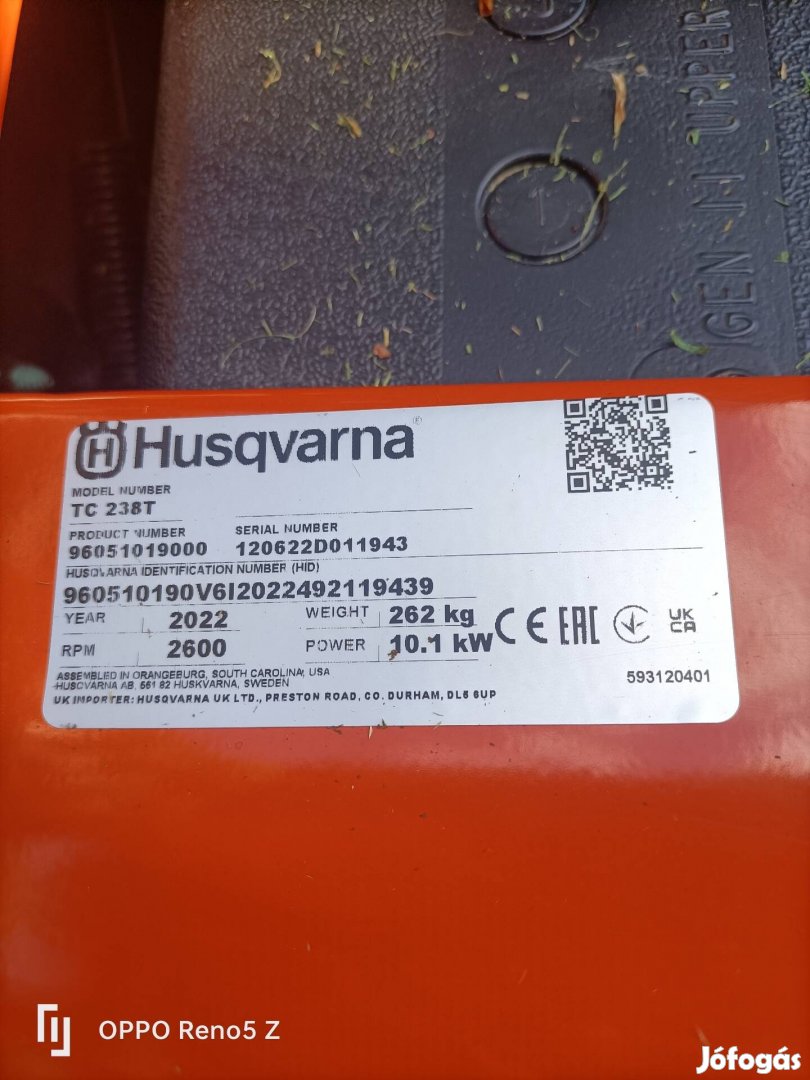 GEN II UPPER
1
H Husqvarna®
MODEL NUMBER
TC 238T
PRODUCT NUMBER SERIAL NUMBER
96051019000 120622D011943
HUSQVARNA IDENTIFICATION NUMBER (HID)
960510190V6I2022492119439
YEAR 2022 WEIGHT 262 kg
RPM 2600 POWER 10.1 kW
CE EAC UK CA
ASSEMBLED IN ORANGEBURG, SOUTH CAROLINA, USA
HUSQVARNA AB, 561 82 HUSKVARNA, SWEDEN
593120401
UK IMPORTER: HUSQVARNA UK LTD., PRESTON ROAD, CO. DURHAM, DL5 6UP
OPPO Reno5 Z
Jófogás